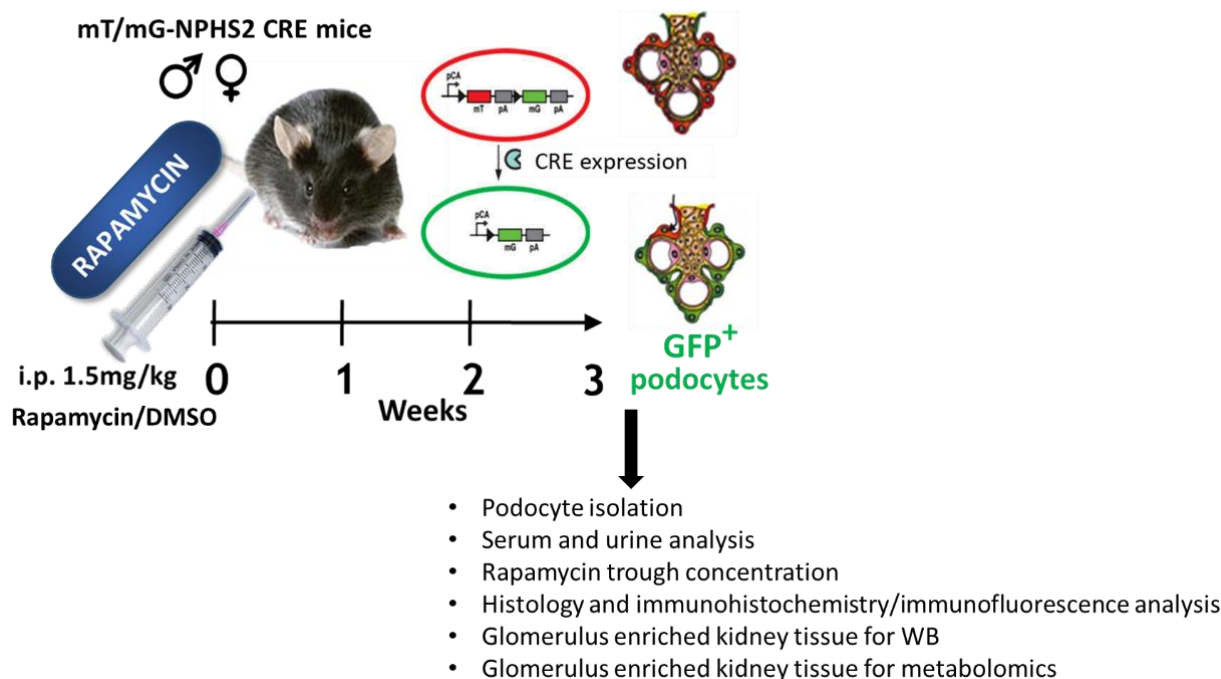 mT/mG-NPHS2 CRE mice
RAPAMYCIN
pCA
mT pA mG pA
CRE expression
pCA
mG pA
i.p. 1.5mg/kg
Rapamycin/DMSO
0 1 2 3
Weeks
GFP+
podocytes
• Podocyte isolation
• Serum and urine analysis
• Rapamycin trough concentration
• Histology and immunohistochemistry/immunofluorescence analysis
• Glomerulus enriched kidney tissue for WB
• Glomerulus enriched kidney tissue for metabolomics